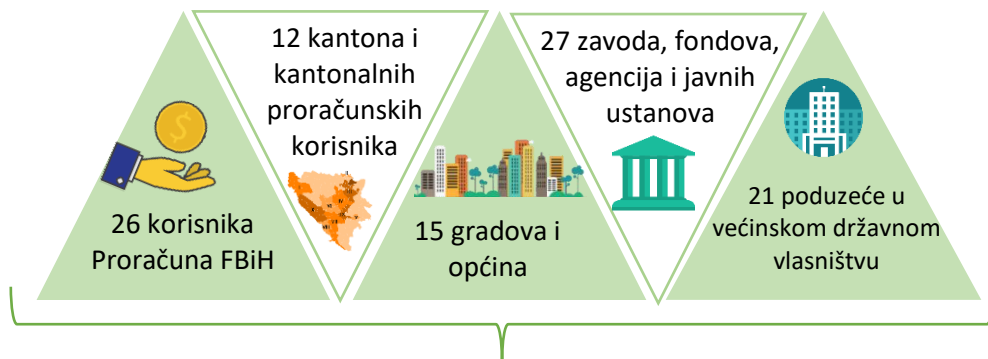 26 korisnika
Proračuna FBiH
12 kantona i
kantonalnih
proračunskih
korisnika
15 gradova i
općina
27 zavoda, fondova,
agencija i javnih
ustanova
21 poduzeće u
većinskom državnom
vlasništvu